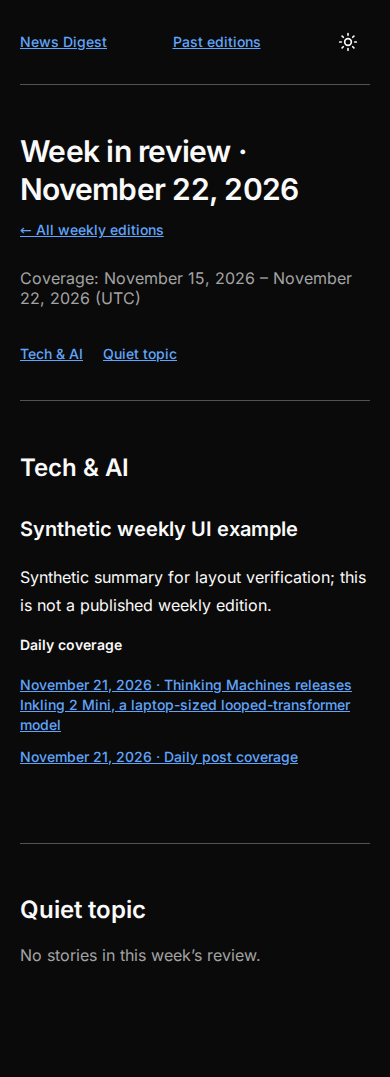 News Digest Past editions
Week in review ·
November 22, 2026
← All weekly editions
Coverage: November 15, 2026 – November
22, 2026 (UTC)
Tech & AI Quiet topic
Tech & AI
Synthetic weekly UI example
Synthetic summary for layout verification; this
is not a published weekly edition.
Daily coverage
November 21, 2026 · Thinking Machines releases
Inkling 2 Mini, a laptop-sized looped-transformer
model
November 21, 2026 · Daily post coverage
Quiet topic
No stories in this week’s review.